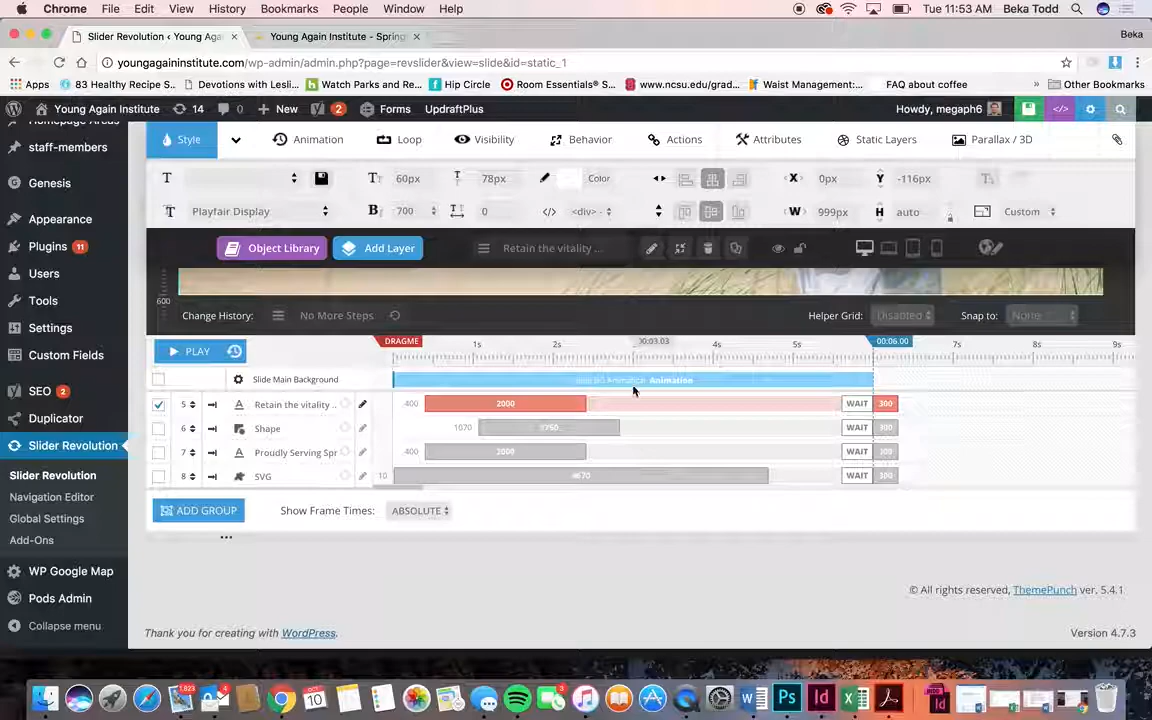 Chrome File Edit View History Bookmarks People Window Help Tue 11:53 AM Beka Todd
Slider Revolution ‹ Young Aga Young Again Institute - Spring Beka
youngagaininstitute.com/wp-admin/admin.php?page=revslider&view=slide&id=static_1
Apps 83 Healthy Recipe S... Devotions with Lesli... Watch Parks and Re... Hip Circle Room Essentials® S... www.ncsu.edu/grad... Waist Management:... FAQ about coffee » Other Bookmarks
Young Again Institute 14 0 + New 2 Forms UpdraftPlus Howdy, megaph6
Homepage Areas
staff-members
Genesis
Appearance
Plugins 11
Users
Tools
Settings
Custom Fields
SEO 2
Duplicator
Slider Revolution
Slider Revolution
Navigation Editor
Global Settings
Add-Ons
WP Google Map
Pods Admin
Collapse menu
Style Animation Loop Visibility Behavior Actions Attributes Static Layers Parallax / 3D
60px 78px Color X 0px Y -116px
Playfair Display B 700 0 <div> W 999px H auto Custom
Object Library Add Layer Retain the vitality ...
600
Change History: No More Steps Helper Grid: Disabled Snap to: None
PLAY DRAGME 1s 2s 00:03.03 4s 5s 00:06.00 7s 8s 9s
Slide Main Background Animation
5 Retain the vitality .. 400 2000 WAIT 300
6 Shape 1070 WAIT 300
7 Proudly Serving Spr 400 2000 WAIT 300
8 SVG 10 4670 WAIT 300
ADD GROUP Show Frame Times: ABSOLUTE
© All rights reserved, ThemePunch ver. 5.4.1
Thank you for creating with WordPress. Version 4.7.3